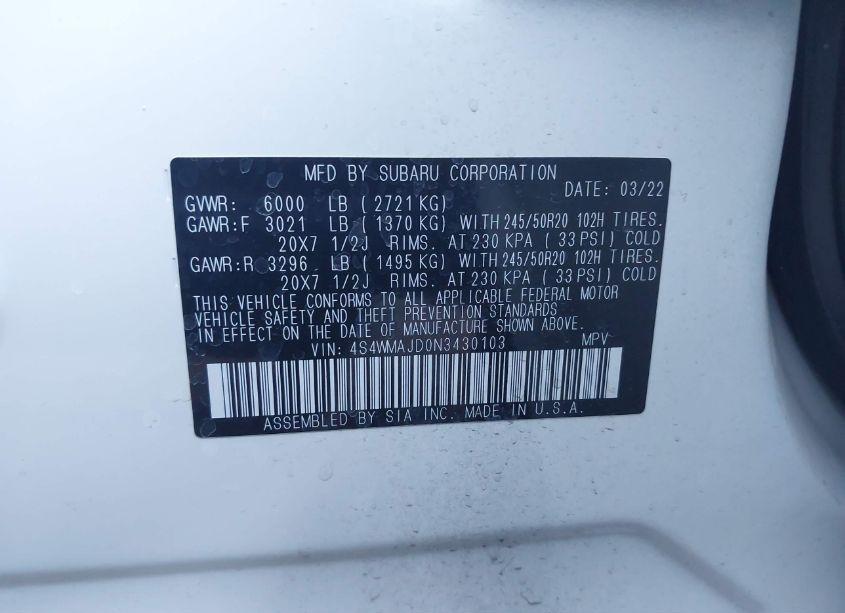 MFD BY SUBARU CORPORATION
DATE: 03/22
GVWR: 6000 LB ( 2721 KG)
GAWR:F 3021 LB ( 1370 KG) WITH 245/50R20 102H TIRES.
20X7 1/2J RIMS. AT 230 KPA ( 33 PSI) COLD
GAWR:R 3296 LB ( 1495 KG) WITH 245/50R20 102H TIRES.
20X7 1/2J RIMS. AT 230 KPA ( 33 PSI) COLD
THIS VEHICLE CONFORMS TO ALL APPLICABLE FEDERAL MOTOR
VEHICLE SAFETY AND THEFT PREVENTION STANDARDS
IN EFFECT ON THE DATE OF MANUFACTURE SHOWN ABOVE.
VIN: 4S4WMAJD0N3430103 MPV
ASSEMBLED BY SIA INC. MADE IN U.S.A.